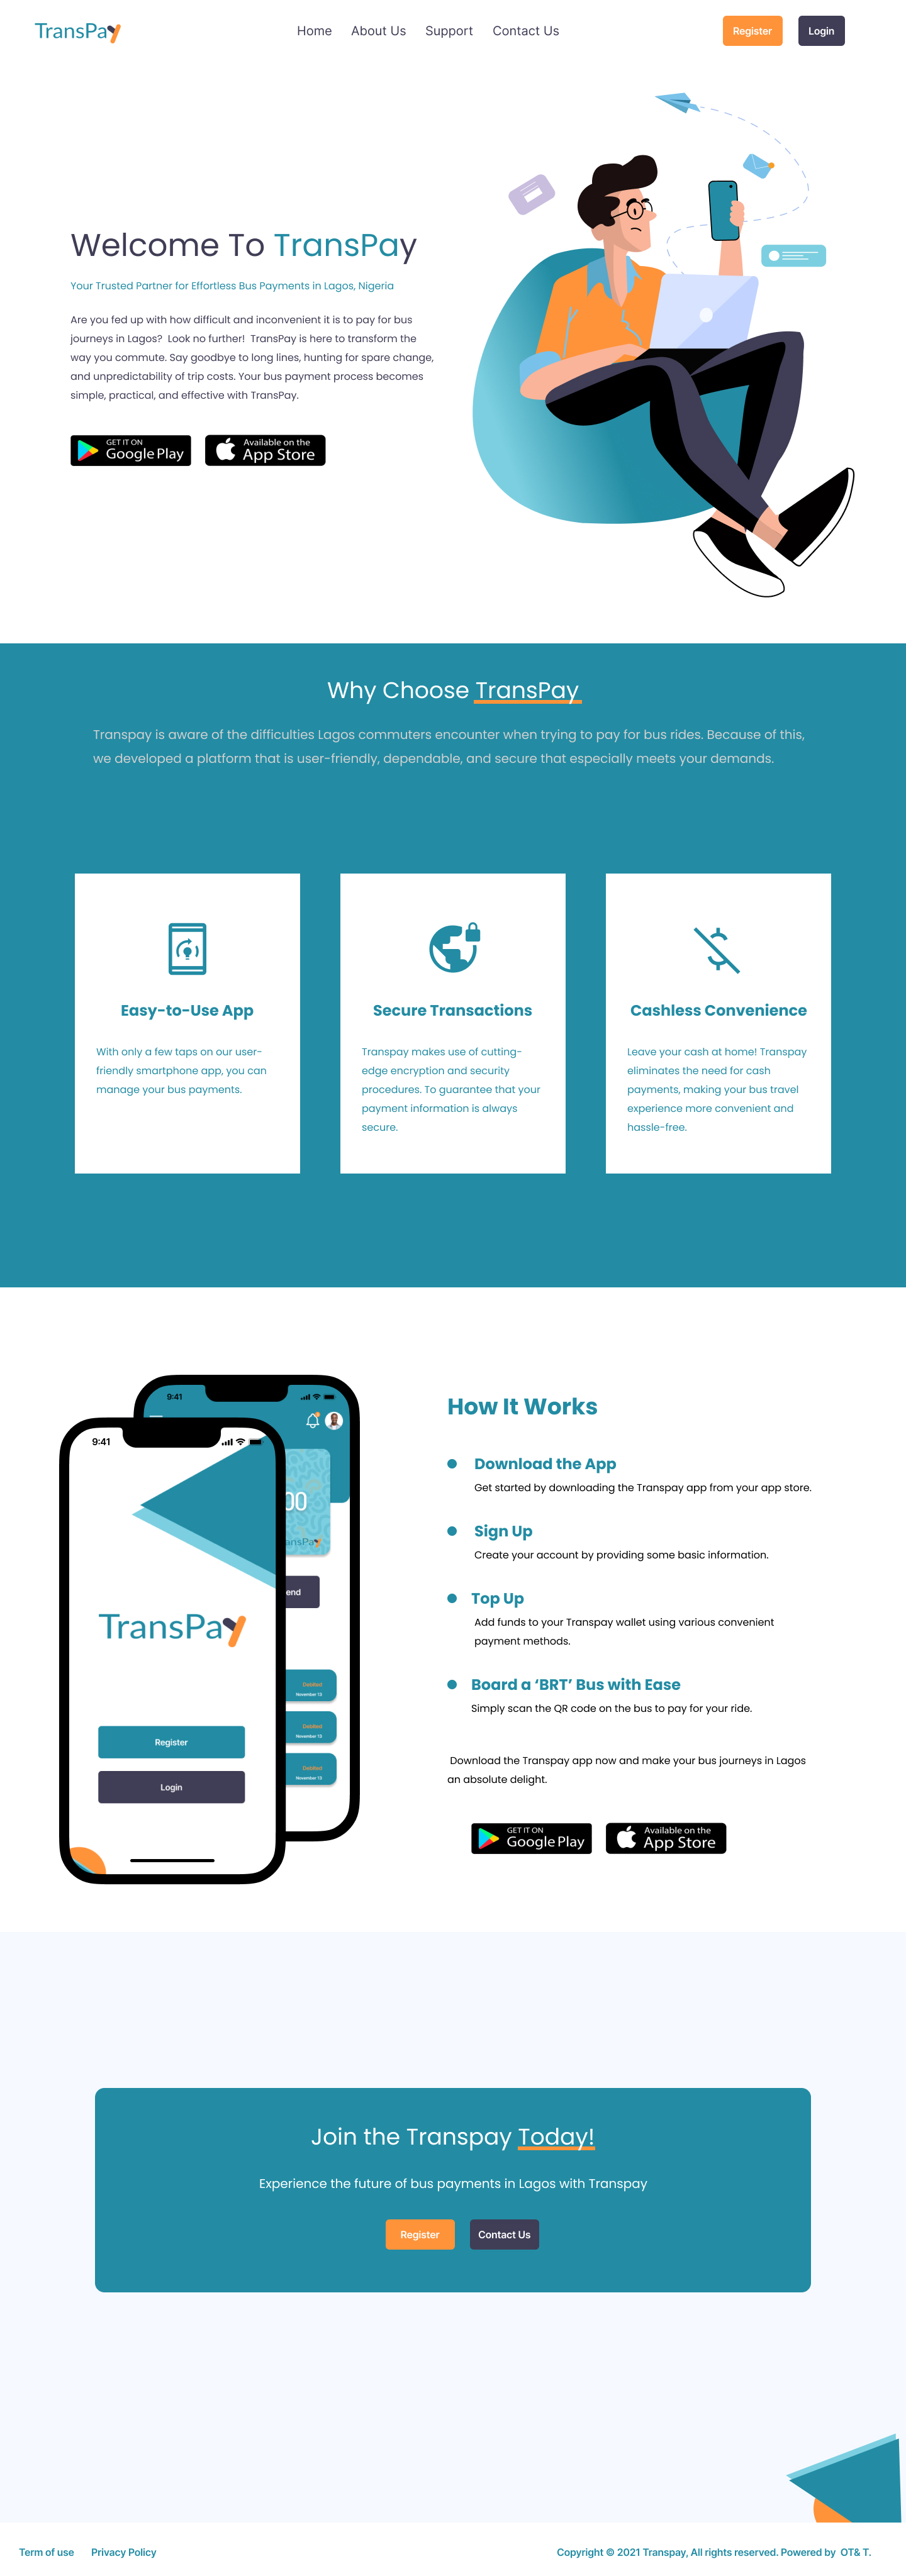 TransPay
Home About Us Support Contact Us
Register Login
Welcome To TransPay
Your Trusted Partner for Effortless Bus Payments in Lagos, Nigeria
Are you fed up with how difficult and inconvenient it is to pay for bus
journeys in Lagos? Look no further! TransPay is here to transform the
way you commute. Say goodbye to long lines, hunting for spare change,
and unpredictability of trip costs. Your bus payment process becomes
simple, practical, and effective with TransPay.
GET IT ON
Google Play
Available on the
App Store
Why Choose TransPay
Transpay is aware of the difficulties Lagos commuters encounter when trying to pay for bus rides. Because of this,
we developed a platform that is user-friendly, dependable, and secure that especially meets your demands.
Easy-to-Use App
With only a few taps on our user-
friendly smartphone app, you can
manage your bus payments.
Secure Transactions
Transpay makes use of cutting-
edge encryption and security
procedures. To guarantee that your
payment information is always
secure.
Cashless Convenience
Leave your cash at home! Transpay
eliminates the need for cash
payments, making your bus travel
experience more convenient and
hassle-free.
9:41
00
ansPay
end
Debited
November 13
Debited
November 13
Debited
November 13
9:41
TransPay
Register
Login
How It Works
Download the App
Get started by downloading the Transpay app from your app store.
Sign Up
Create your account by providing some basic information.
Top Up
Add funds to your Transpay wallet using various convenient
payment methods.
Board a ‘BRT’ Bus with Ease
Simply scan the QR code on the bus to pay for your ride.
Download the Transpay app now and make your bus journeys in Lagos
an absolute delight.
GET IT ON
Google Play
Available on the
App Store
Join the Transpay Today!
Experience the future of bus payments in Lagos with Transpay
Register Contact Us
Term of use Privacy Policy
Copyright © 2021 Transpay, All rights reserved. Powered by OT& T.